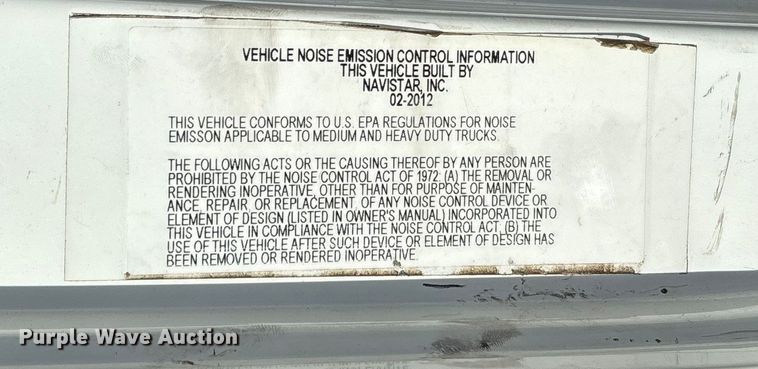 VEHICLE NOISE EMISSION CONTROL INFORMATION
THIS VEHICLE BUILT BY
NAVISTAR, INC.
02-2012
THIS VEHICLE CONFORMS TO U.S. EPA REGULATIONS FOR NOISE
EMISSON APPLICABLE TO MEDIUM AND HEAVY DUTY TRUCKS.
THE FOLLOWING ACTS OR THE CAUSING THEREOF BY ANY PERSON ARE
PROHIBITED BY THE NOISE CONTROL ACT OF 1972: (A) THE REMOVAL OR
RENDERING INOPERATIVE, OTHER THAN FOR PURPOSE OF MAINTEN-
ANCE, REPAIR, OR REPLACEMENT, OF ANY NOISE CONTROL DEVICE OR
ELEMENT OF DESIGN (LISTED IN OWNER'S MANUAL) INCORPORATED INTO
THIS VEHICLE IN COMPLIANCE WITH THE NOISE CONTROL ACT, (B) THE
USE OF THIS VEHICLE AFTER SUCH DEVICE OR ELEMENT OF DESIGN HAS
BEEN REMOVED OR RENDERED INOPERATIVE.
Purple Wave Auction